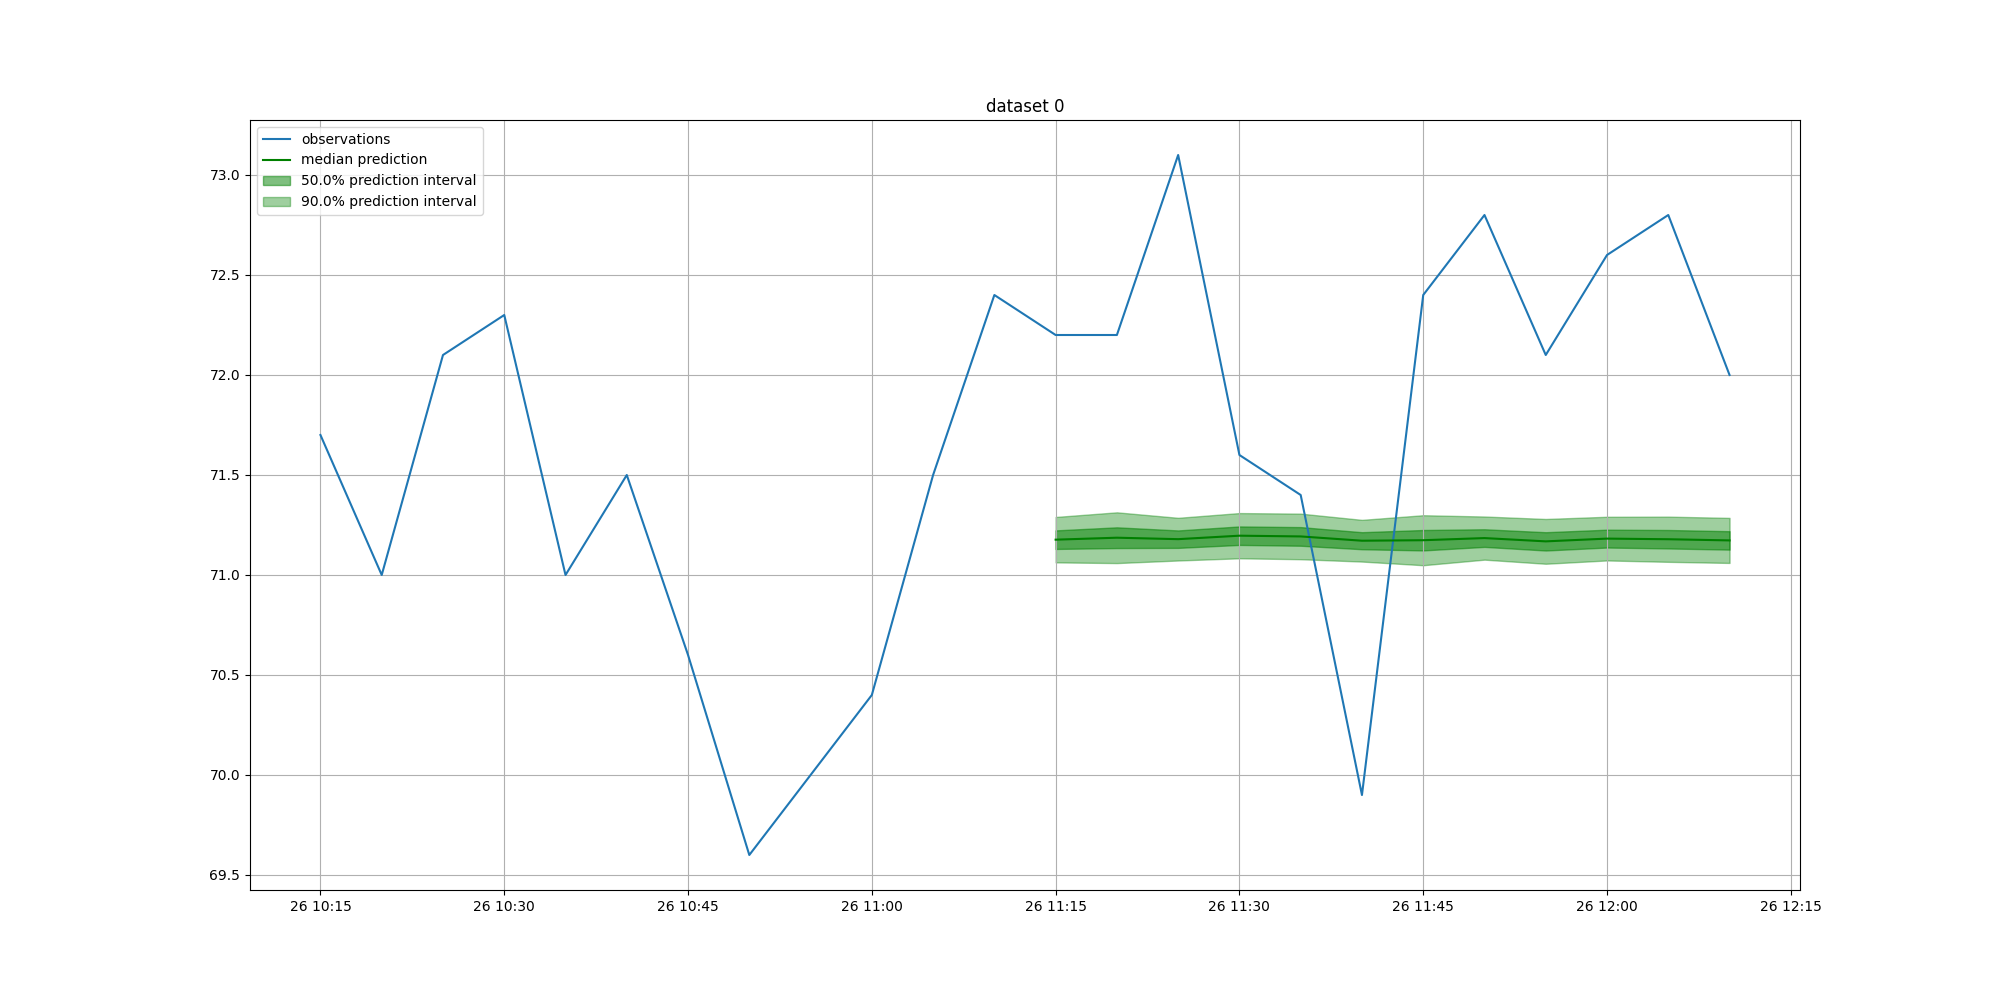 dataset 0
observations
median prediction
50.0% prediction interval
90.0% prediction interval
73.0
72.5
72.0
71.5
71.0
70.5
70.0
69.5
26 10:15 26 10:30 26 10:45 26 11:00 26 11:15 26 11:30 26 11:45 26 12:00 26 12:15